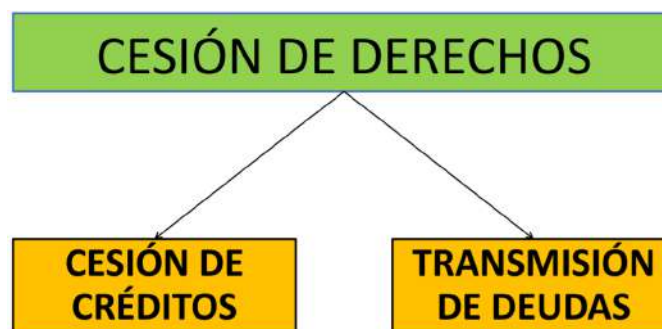 CESIÓN DE DERECHOS
CESIÓN DE
CRÉDITOS
TRANSMISIÓN
DE DEUDAS